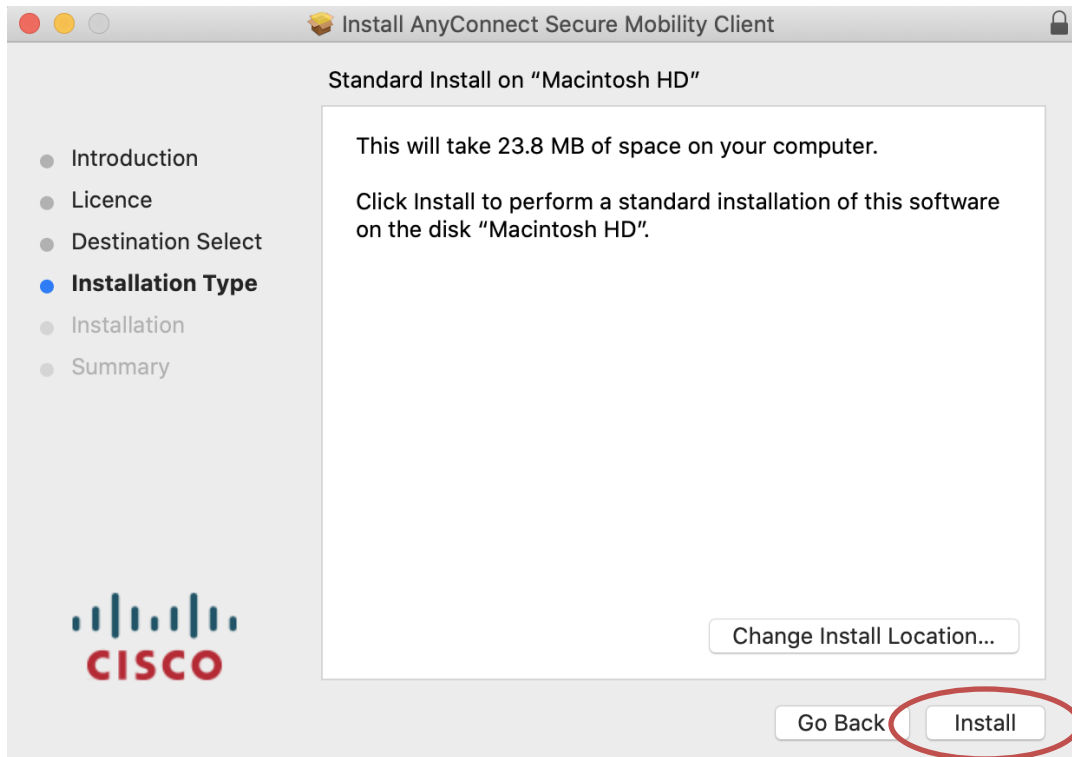 Install AnyConnect Secure Mobility Client
Standard Install on “Macintosh HD”
Introduction
Licence
Destination Select
Installation Type
Installation
Summary
This will take 23.8 MB of space on your computer.
Click Install to perform a standard installation of this software
on the disk “Macintosh HD”.
CISCO
Change Install Location...
Go Back
Install